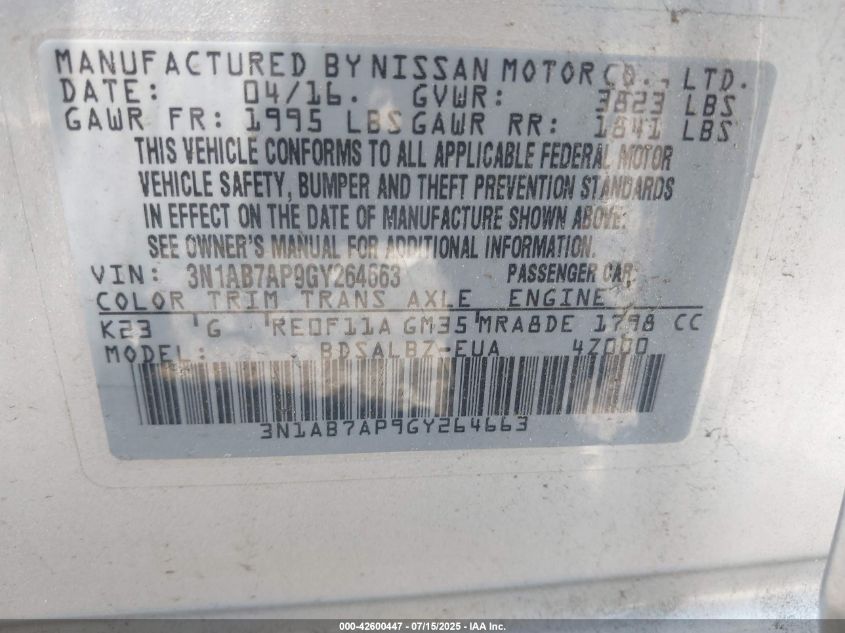 MANUFACTURED BY NISSAN MOTOR CO., LTD.
DATE: 04/16. GVWR: 3823 LBS
GAWR FR: 1995 LBS GAWR RR: 1841 LBS
THIS VEHICLE CONFORMS TO ALL APPLICABLE FEDERAL MOTOR
VEHICLE SAFETY, BUMPER AND THEFT PREVENTION STANDARDS
IN EFFECT ON THE DATE OF MANUFACTURE SHOWN ABOVE.
SEE OWNER'S MANUAL FOR ADDITIONAL INFORMATION.
VIN: 3N1AB7AP9GY264663 PASSENGER CAR
COLOR TRIM TRANS AXLE ENGINE
K23 'G 'RE0F11A GM35'MRA8DE 1798 CC
MODEL: BDSALBZ-EUA 4Z000
3N1AB7AP9GY264663
000-42600447 - 07/15/2025 - IAA Inc.